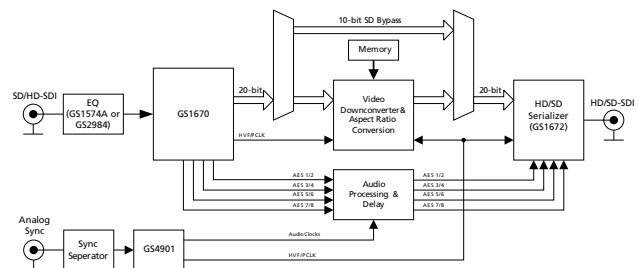 10-bit SD Bypass
Memory
SD/HD-SDI
EQ
(GS1574A or
GS2984)
GS1670
20-bit
Video
Downconverter&
Aspect Ratio
Conversion
20-bit
HD/SD
Serializer
(GS1672)
HD/SD-SDI
HVF/PCLK
AES 1/2
AES 3/4
AES 5/6
AES 7/8
Audio
Processing &
Delay
AES 1/2
AES 3/4
AES 5/6
AES 7/8
Analog
Sync
Sync
Seperator
GS4901
Audio Clocks
HVF/PCLK